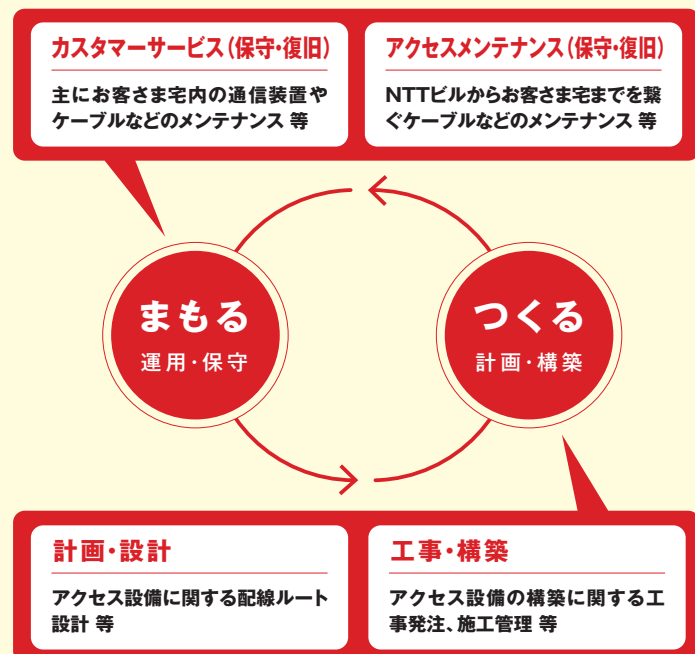 カスタマーサービス(保守・復旧)
主にお客さま宅内の通信装置や
ケーブルなどのメンテナンス 等
アクセスメンテナンス(保守・復旧)
NTTビルからお客さま宅までを繋
ぐケーブルなどのメンテナンス 等
まもる
運用・保守
つくる
計画・構築
計画・設計
アクセス設備に関する配線ルート
設計 等
工事・構築
アクセス設備の構築に関する工
事発注、施工管理 等